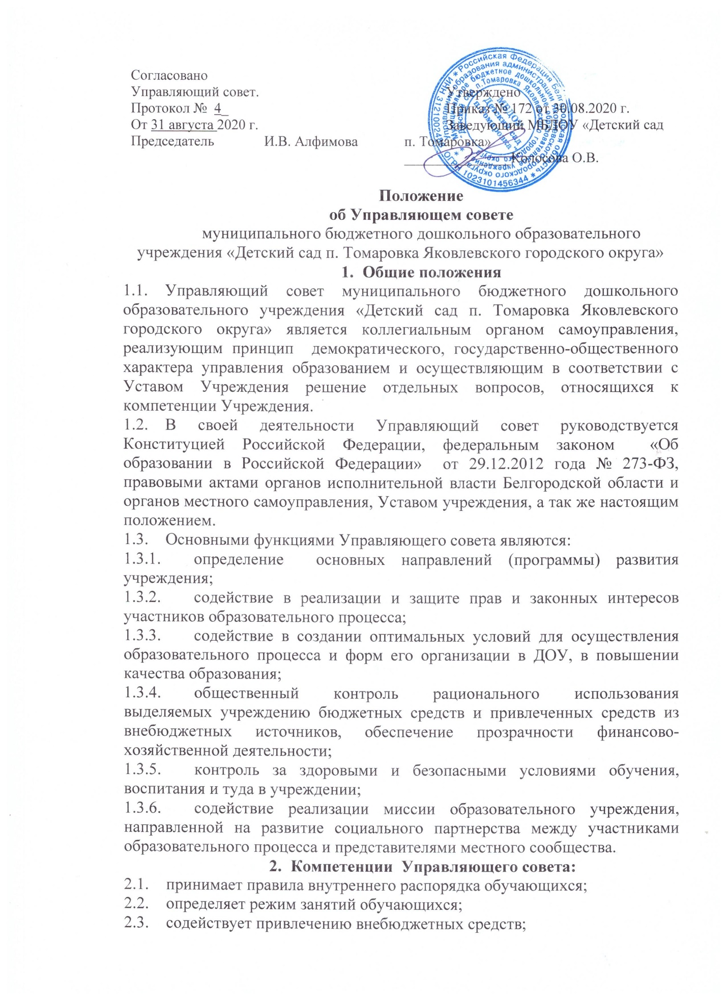 Согласовано
Управляющий совет.
Протокол № 4
От 31 августа 2020 г.
Председатель И.В. Алфимова
Утверждено
Приказ № 172 от 30.08.2020 г.
Заведующий МБДОУ «Детский сад
п. Томаровка»
Колосова О.В.
МБДОУ
"Детский сад
п.Томаровка"
ОГРН 1023101456344
Положение
об Управляющем совете
муниципального бюджетного дошкольного образовательного
учреждения «Детский сад п. Томаровка Яковлевского городского округа»
1. Общие положения
1.1. Управляющий совет муниципального бюджетного дошкольного
образовательного учреждения «Детский сад п. Томаровка Яковлевского
городского округа» является коллегиальным органом самоуправления,
реализующим принцип демократического, государственно-общественного
характера управления образованием и осуществляющим в соответствии с
Уставом Учреждения решение отдельных вопросов, относящихся к
компетенции Учреждения.
1.2. В своей деятельности Управляющий совет руководствуется
Конституцией Российской Федерации, федеральным законом «Об
образовании в Российской Федерации» от 29.12.2012 года № 273-ФЗ,
правовыми актами органов исполнительной власти Белгородской области и
органов местного самоуправления, Уставом учреждения, а так же настоящим
положением.
1.3. Основными функциями Управляющего совета являются:
1.3.1. определение основных направлений (программы) развития
учреждения;
1.3.2. содействие в реализации и защите прав и законных интересов
участников образовательного процесса;
1.3.3. содействие в создании оптимальных условий для осуществления
образовательного процесса и форм его организации в ДОУ, в повышении
качества образования;
1.3.4. общественный контроль рационального использования
выделяемых учреждению бюджетных средств и привлеченных средств из
внебюджетных источников, обеспечение прозрачности финансово-
хозяйственной деятельности;
1.3.5. контроль за здоровыми и безопасными условиями обучения,
воспитания и туда в учреждении;
1.3.6. содействие реализации миссии образовательного учреждения,
направленной на развитие социального партнерства между участниками
образовательного процесса и представителями местного сообщества.
2. Компетенции Управляющего совета:
2.1. принимает правила внутреннего распорядка обучающихся;
2.2. определяет режим занятий обучающихся;
2.3. содействует привлечению внебюджетных средств;